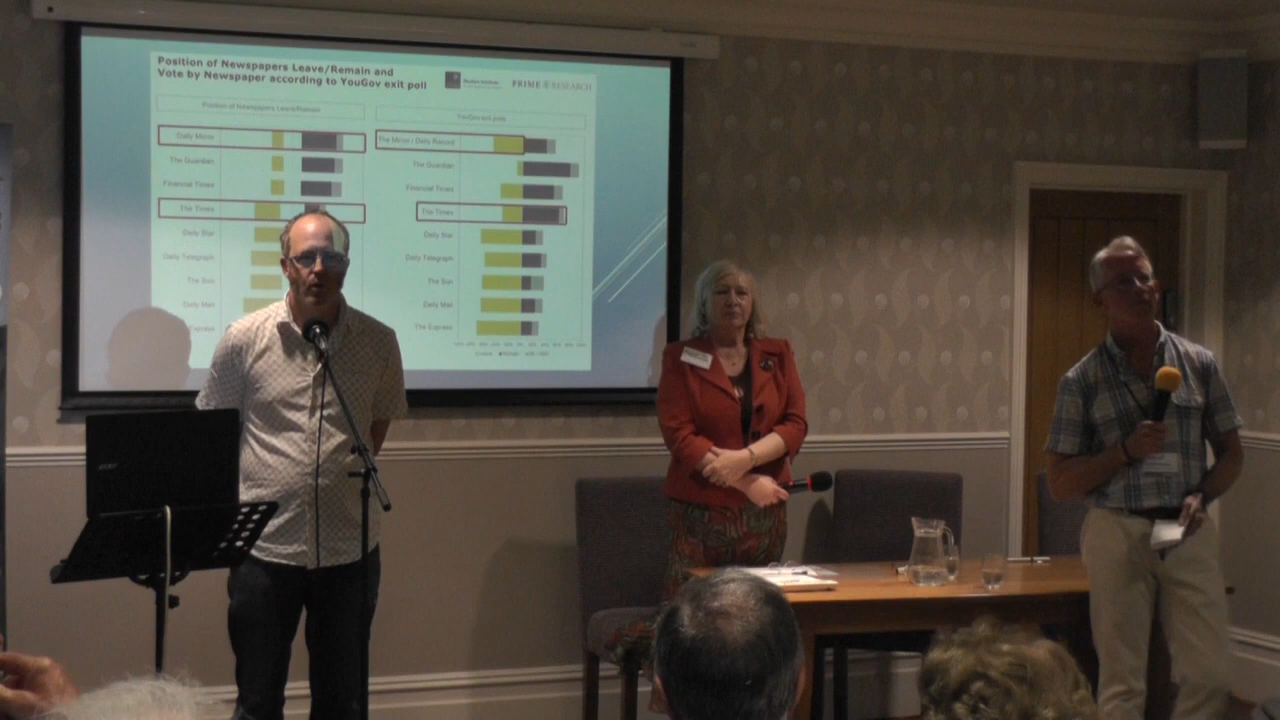 Position of Newspapers Leave/Remain and
Vote by Newspaper according to YouGov exit poll
PRIME RESEARCH
Position of Newspapers Leave/Remain
YouGov exit polls
Daily Mirror
The Guardian
Financial Times
The Times
Daily Star
Daily Telegraph
The Sun
Daily Mail
Express
The Mirror / Daily Record
The Guardian
Financial Times
The Times
Daily Star
Daily Telegraph
The Sun
Daily Mail
The Express
acer